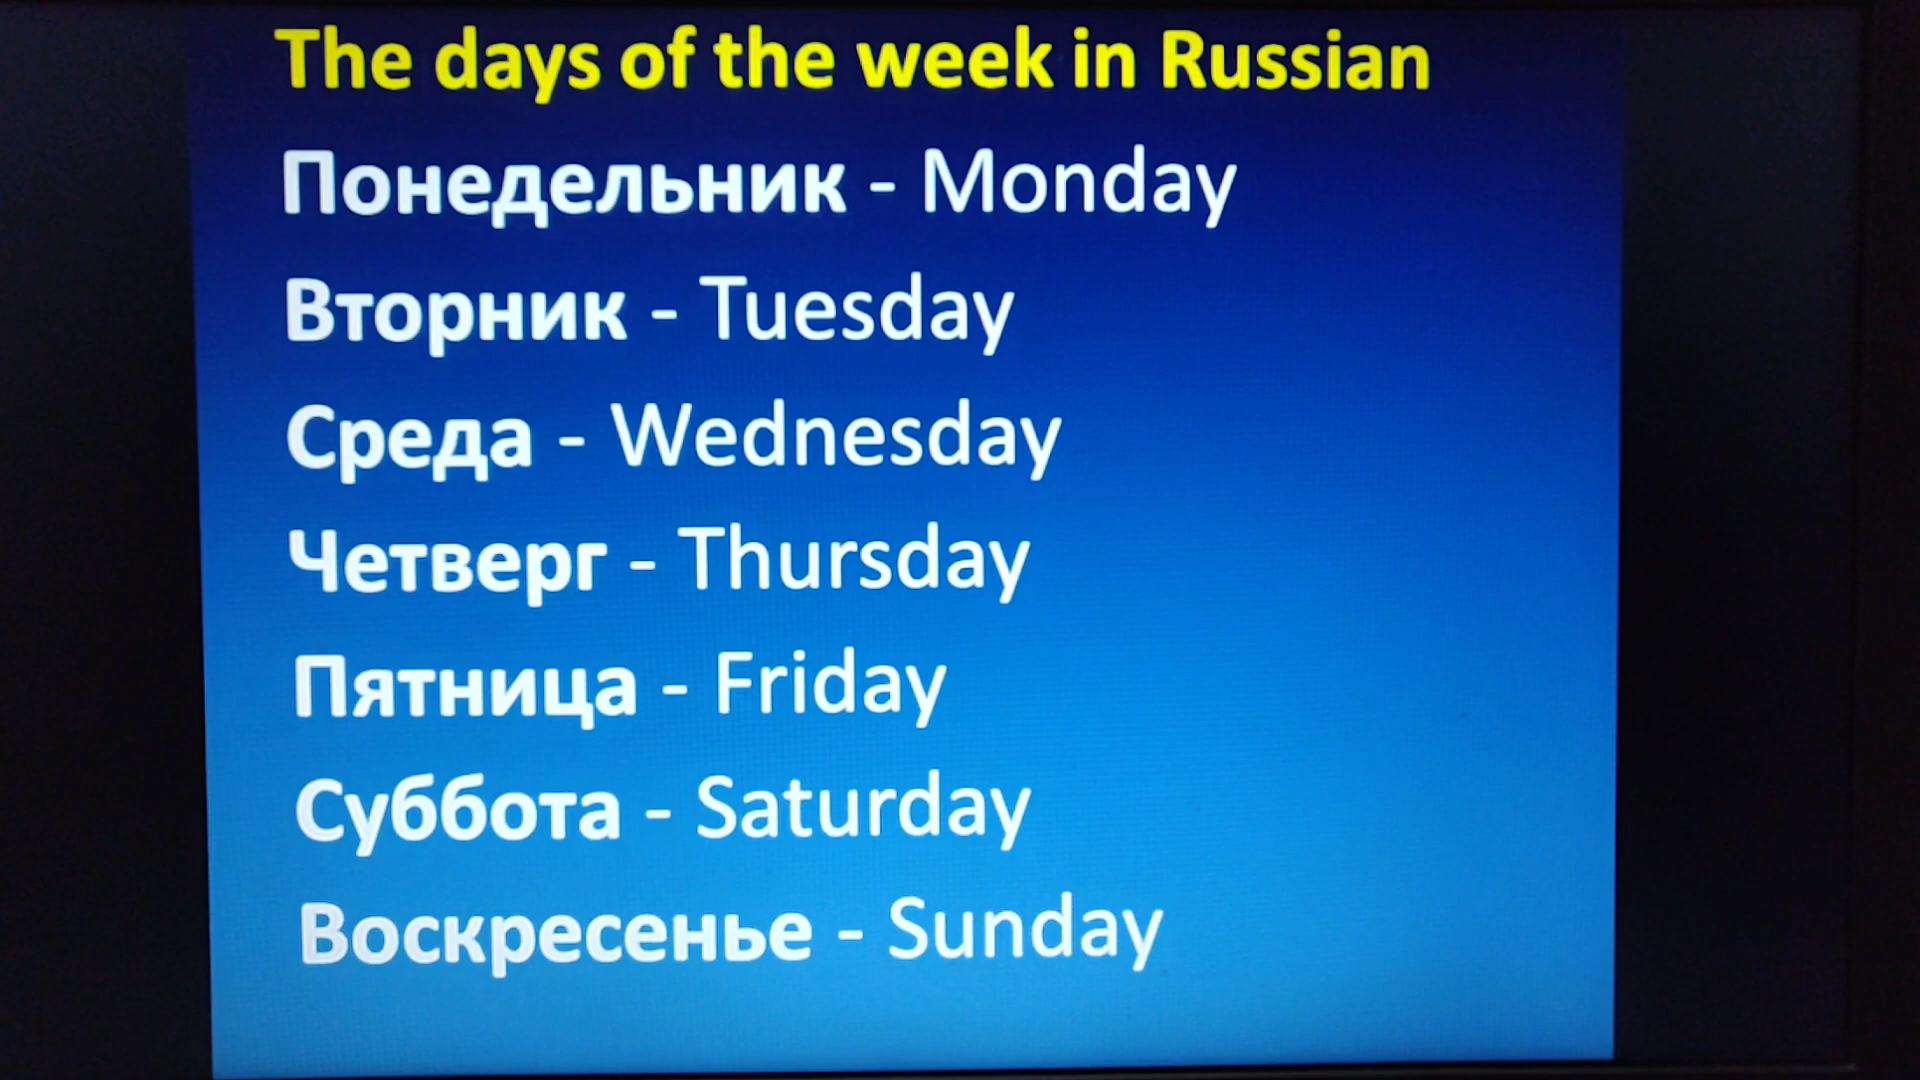 The days of the week in Russian
Понедельник - Monday
Вторник - Tuesday
Среда - Wednesday
Четверг - Thursday
Пятница - Friday
Суббота - Saturday
Воскресенье - Sunday